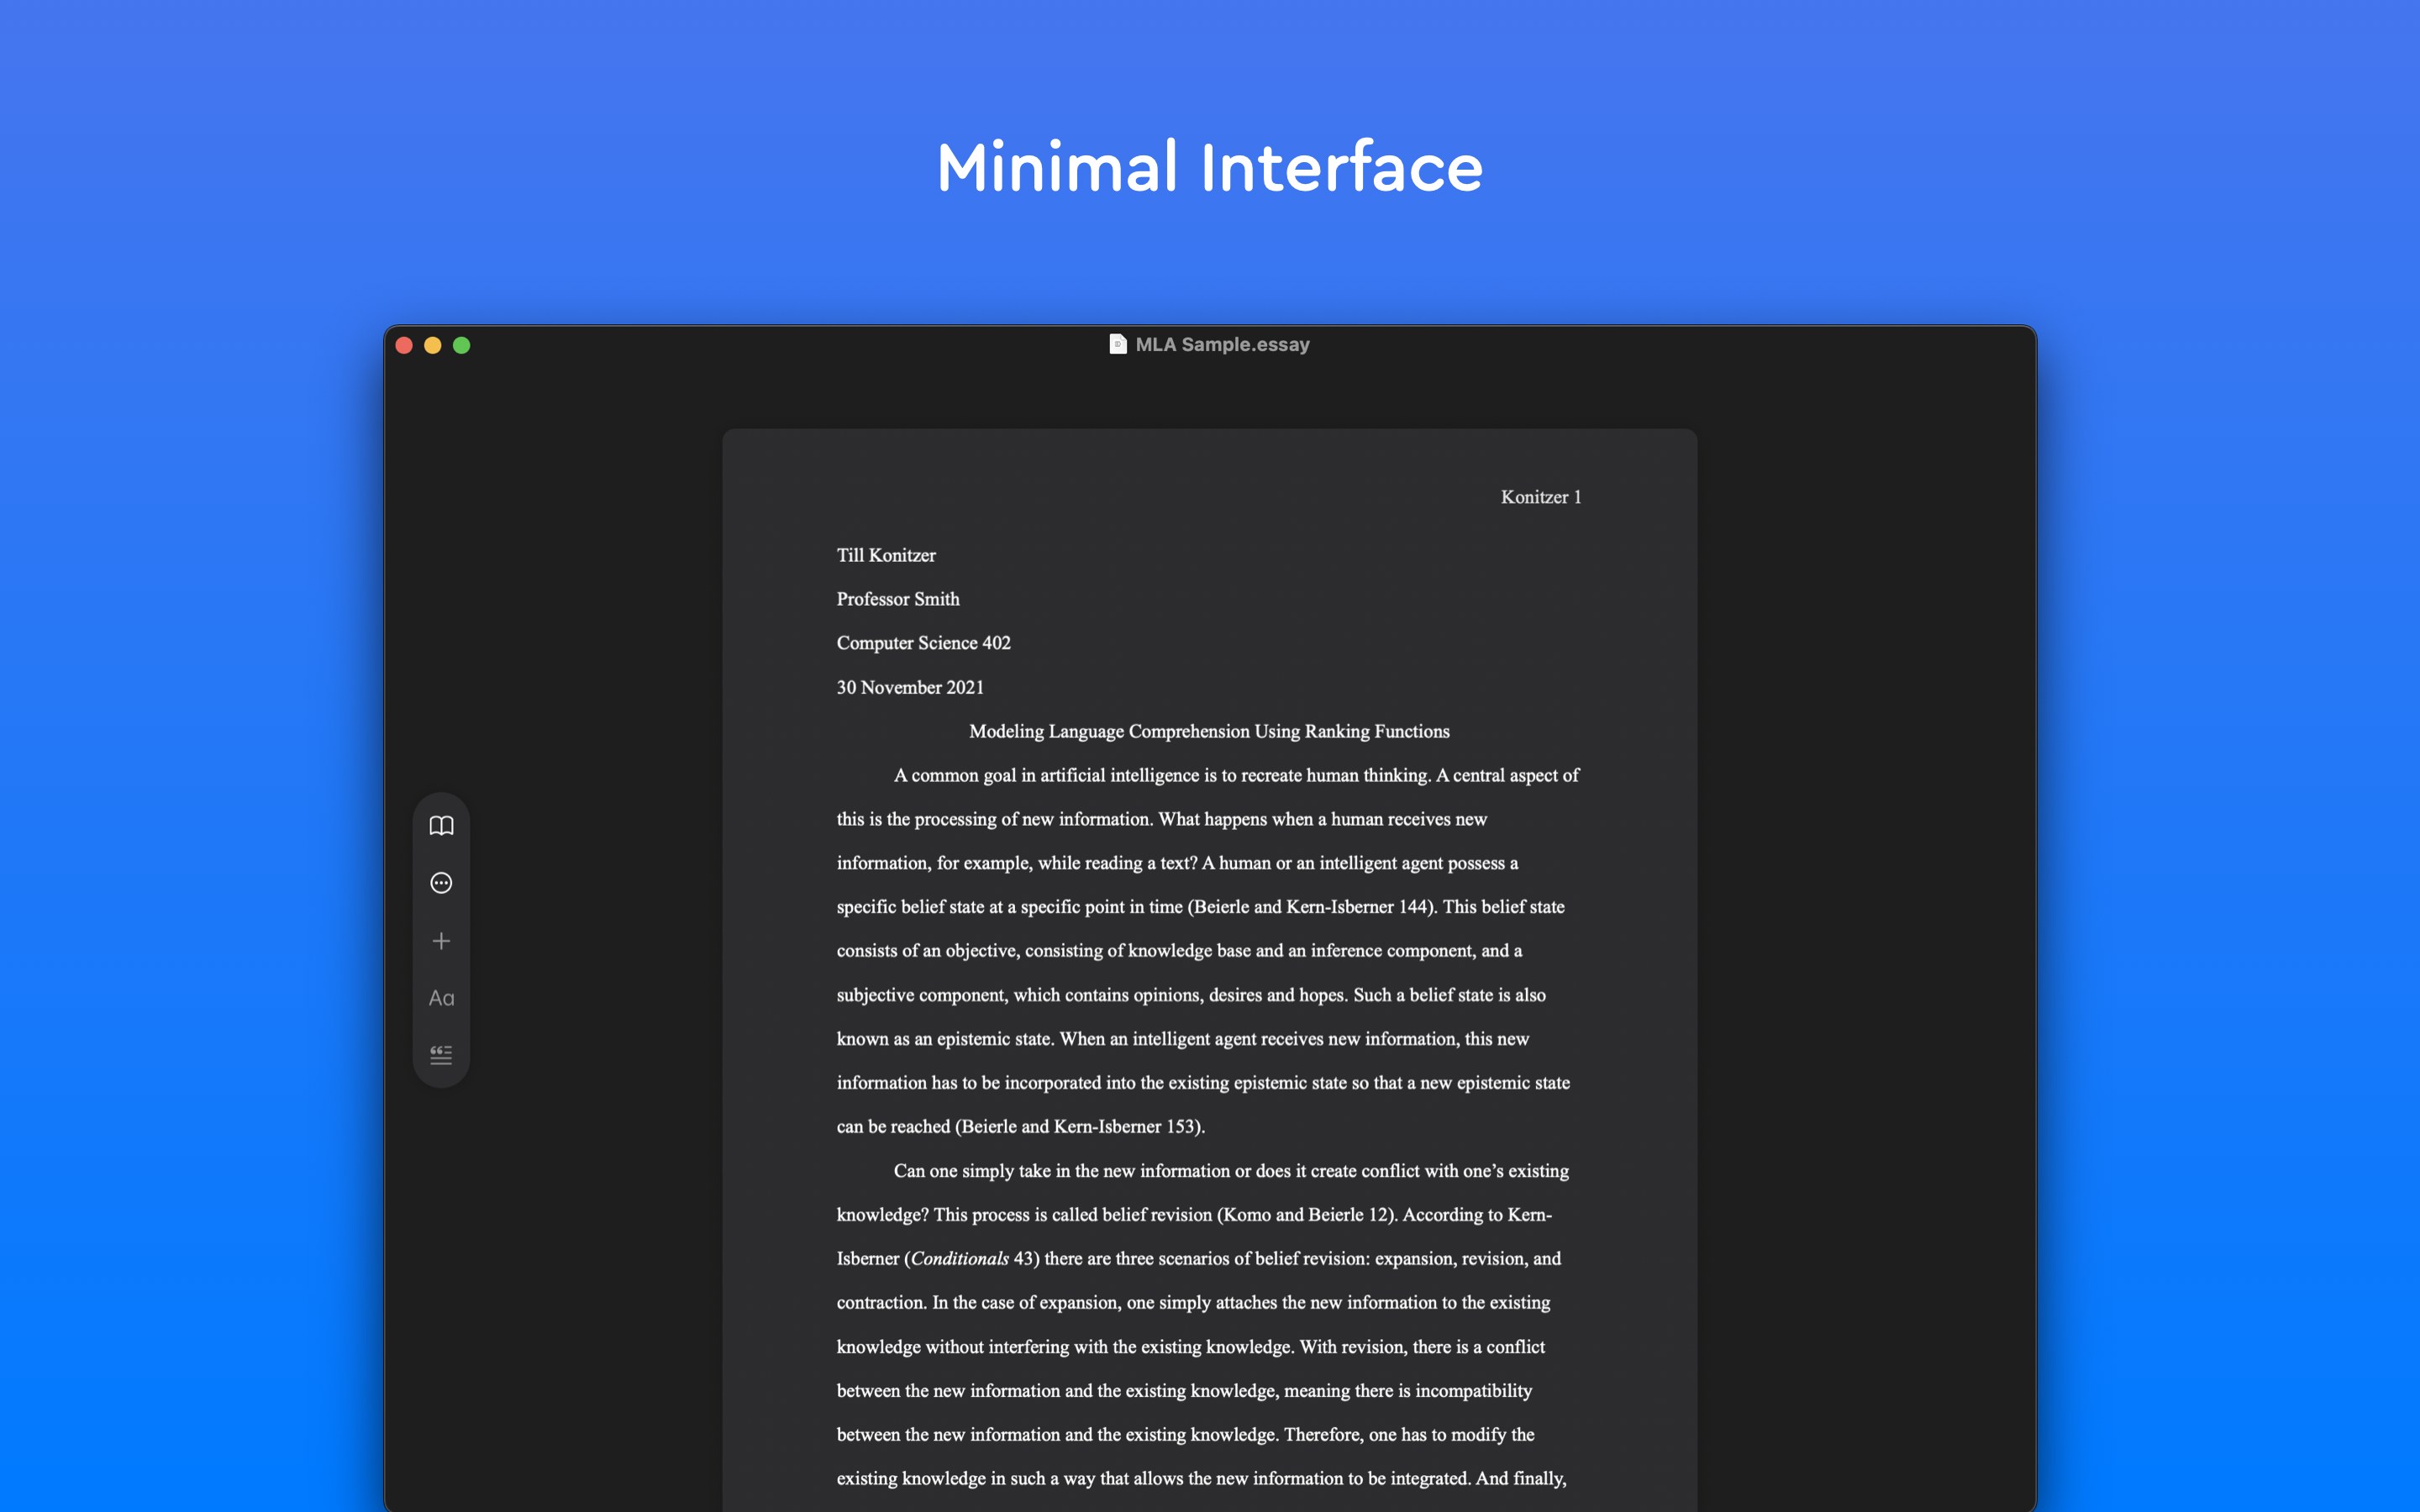 Minimal Interface
MLA Sample.essay
Konitzer 1
Till Konitzer
Professor Smith
Computer Science 402
30 November 2021
Modeling Language Comprehension Using Ranking Functions
A common goal in artificial intelligence is to recreate human thinking. A central aspect of
this is the processing of new information. What happens when a human receives new
information, for example, while reading a text? A human or an intelligent agent possess a
specific belief state at a specific point in time (Beierle and Kern-Isberner 144). This belief state
consists of an objective, consisting of knowledge base and an inference component, and a
subjective component, which contains opinions, desires and hopes. Such a belief state is also
known as an epistemic state. When an intelligent agent receives new information, this new
information has to be incorporated into the existing epistemic state so that a new epistemic state
can be reached (Beierle and Kern-Isberner 153).
Can one simply take in the new information or does it create conflict with one’s existing
knowledge? This process is called belief revision (Komo and Beierle 12). According to Kern-
Isberner (Conditionals 43) there are three scenarios of belief revision: expansion, revision, and
contraction. In the case of expansion, one simply attaches the new information to the existing
knowledge without interfering with the existing knowledge. With revision, there is a conflict
between the new information and the existing knowledge, meaning there is incompatibility
between the new information and the existing knowledge. Therefore, one has to modify the
existing knowledge in such a way that allows the new information to be integrated. And finally,
Aa